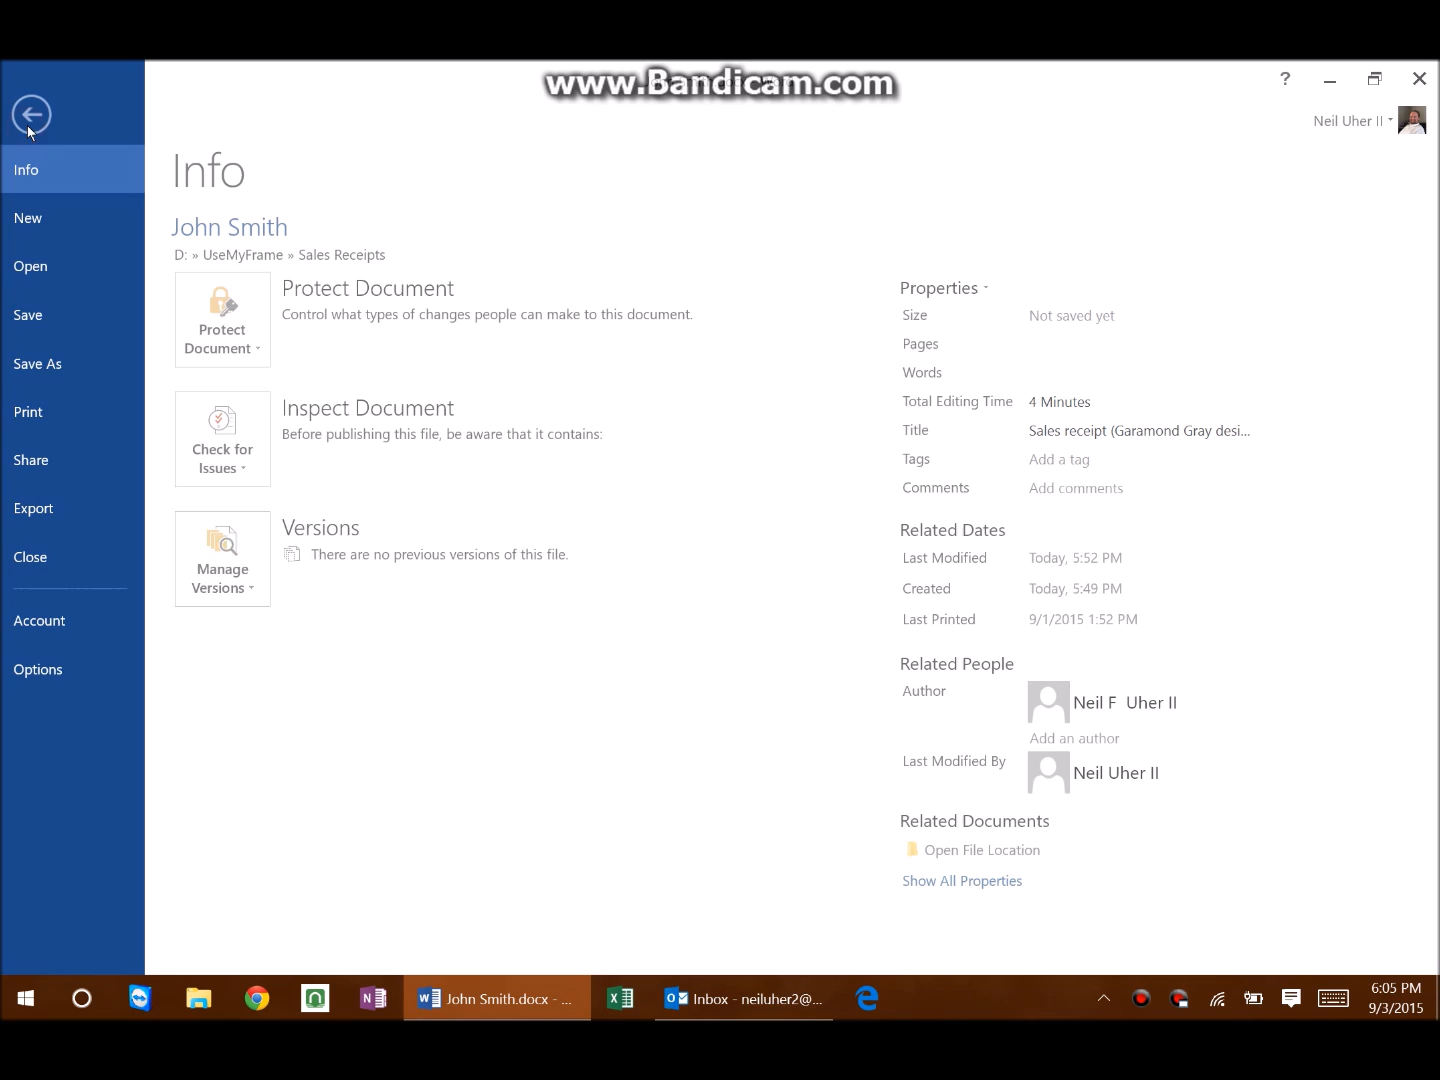 www.Bandicam.com
?
Neil Uher II
Info
New
Open
Save
Save As
Print
Share
Export
Close
Account
Options
Info
John Smith
D: » UseMyFrame » Sales Receipts
Protect Document
Protect Document
Control what types of changes people can make to this document.
Check for Issues
Inspect Document
Before publishing this file, be aware that it contains:
Manage Versions
Versions
There are no previous versions of this file.
Properties
Size Not saved yet
Pages
Words
Total Editing Time 4 Minutes
Title Sales receipt (Garamond Gray desi...
Tags Add a tag
Comments Add comments
Related Dates
Last Modified Today, 5:52 PM
Created Today, 5:49 PM
Last Printed 9/1/2015 1:52 PM
Related People
Author Neil F Uher II
Add an author
Last Modified By Neil Uher II
Related Documents
Open File Location
Show All Properties
John Smith.docx - ...
Inbox - neiluher2@...
6:05 PM
9/3/2015